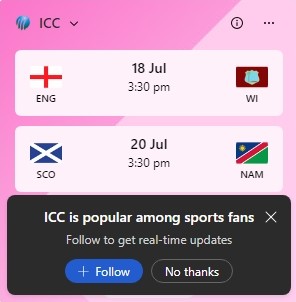 ICC
18 Jul
3:30 pm
ENG WI
20 Jul
3:30 pm
SCO NAM
ICC is popular among sports fans
Follow to get real-time updates
+ Follow No thanks